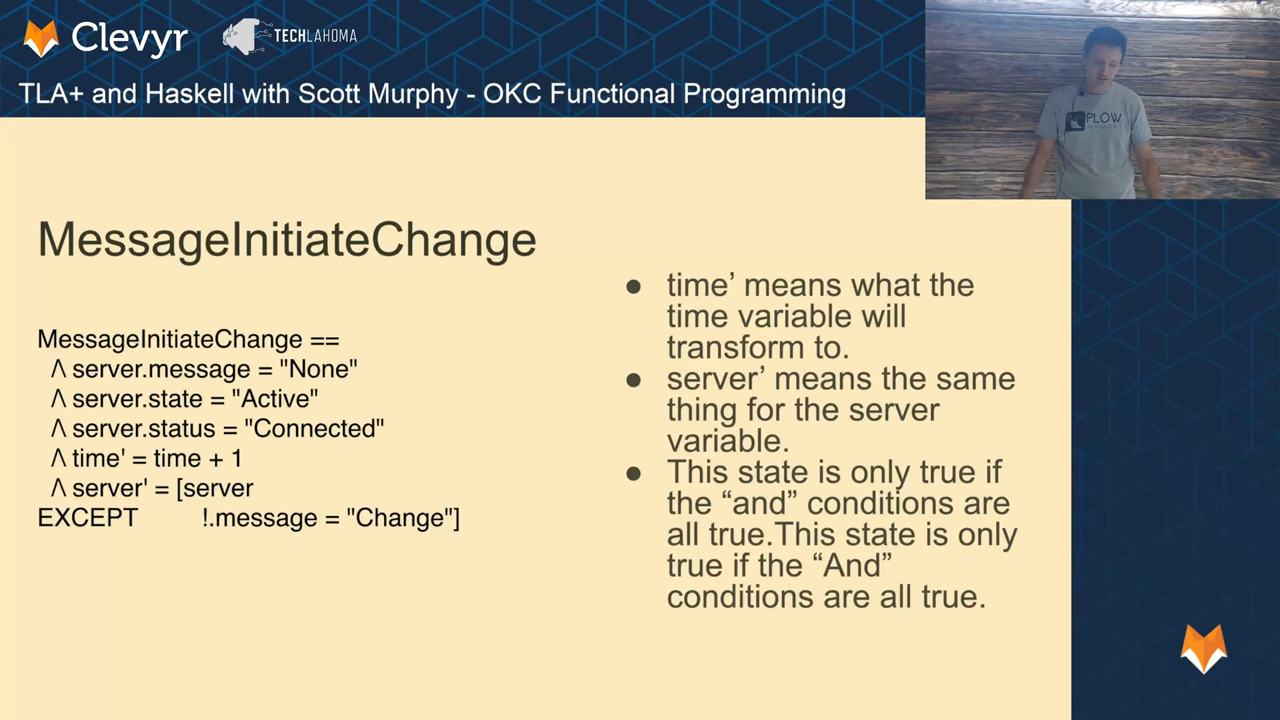 Clevyr
TECHLAHOMA
TLA+ and Haskell with Scott Murphy - OKC Functional Programming
PLOW
MessageInitiateChange
MessageInitiateChange ==
/\ server.message = "None"
/\ server.state = "Active"
/\ server.status = "Connected"
/\ time' = time + 1
/\ server' = [server
EXCEPT !.message = "Change"]
● time’ means what the
time variable will
transform to.
● server’ means the same
thing for the server
variable.
● This state is only true if
the “and” conditions are
all true.This state is only
true if the “And”
conditions are all true.